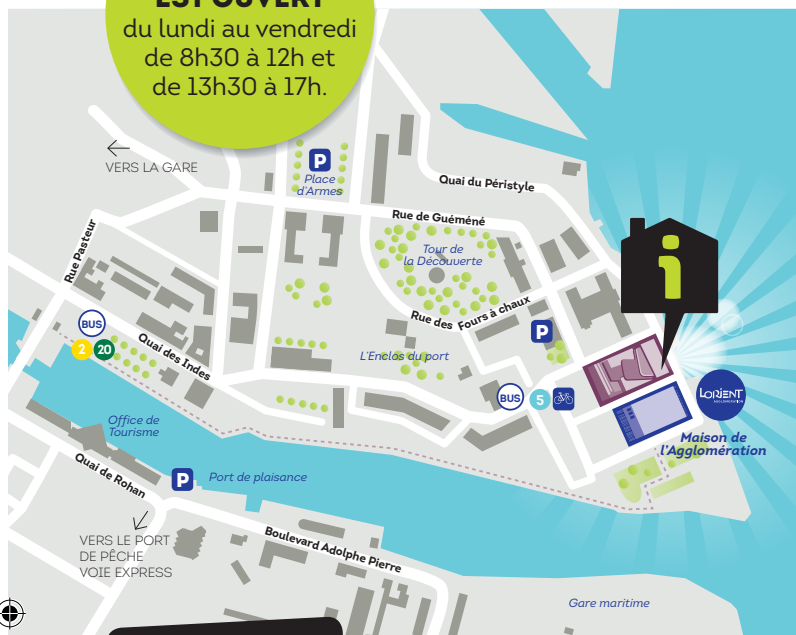 EST OUVERT
du lundi au vendredi
de 8h30 à 12h et
de 13h30 à 17h.
VERS LA GARE
P
Place
d'Armes
Quai du Péristyle
Rue de Guéméné
Tour de
la Découverte
Rue Pasteur
i
BUS
2 20
Quai des Indes
Rue des Fours à chaux
P
L'Enclos du port
BUS 5
LORIENT
AGGLOMÉRATION
Maison de
l'Agglomération
Office de
Tourisme
Quai de Rohan
P
Port de plaisance
VERS LE PORT
DE PÊCHE
VOIE EXPRESS
Boulevard Adolphe Pierre
Gare maritime